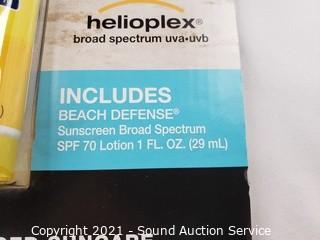 helioplex®
broad spectrum uva·uvb
INCLUDES
BEACH DEFENSE®
Sunscreen Broad Spectrum
SPF 70 Lotion 1 FL. OZ. (29 mL)
SUNCARE
Copyright 2021 - Sound Auction Service